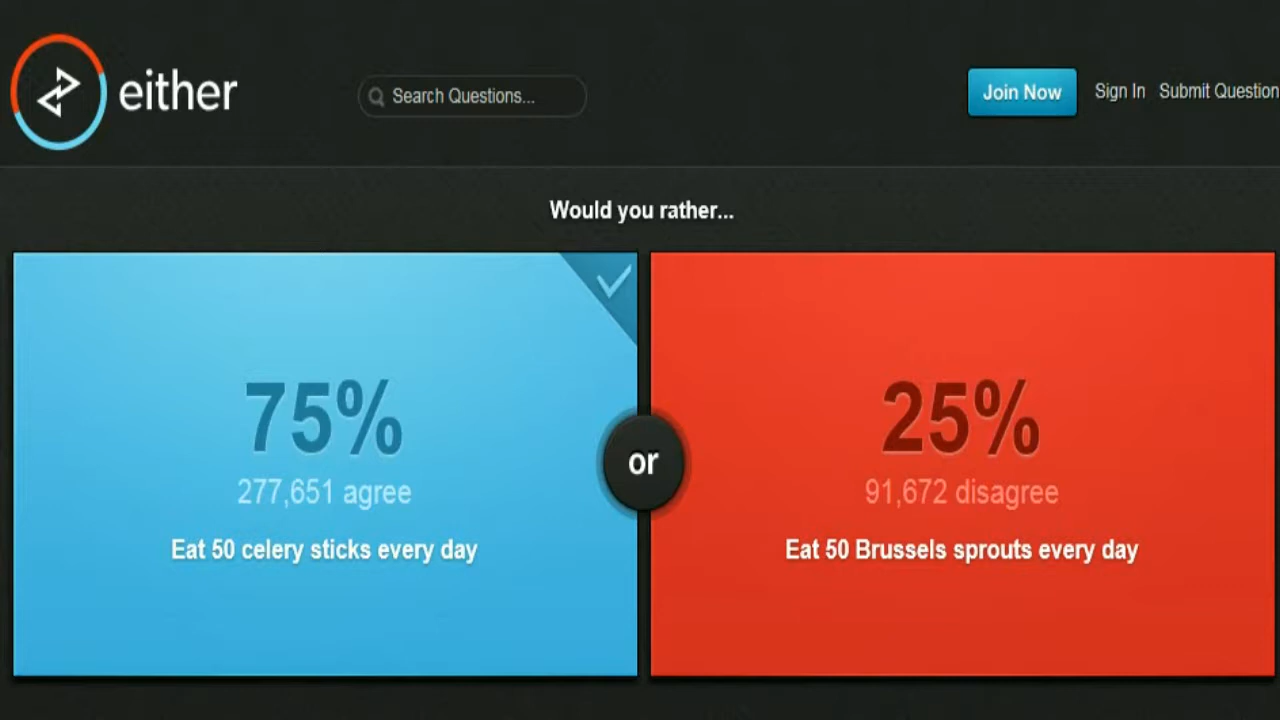 either
Search Questions...
Join Now
Sign In
Submit Question
Would you rather...
75%
277,651 agree
Eat 50 celery sticks every day
or
25%
91,672 disagree
Eat 50 Brussels sprouts every day